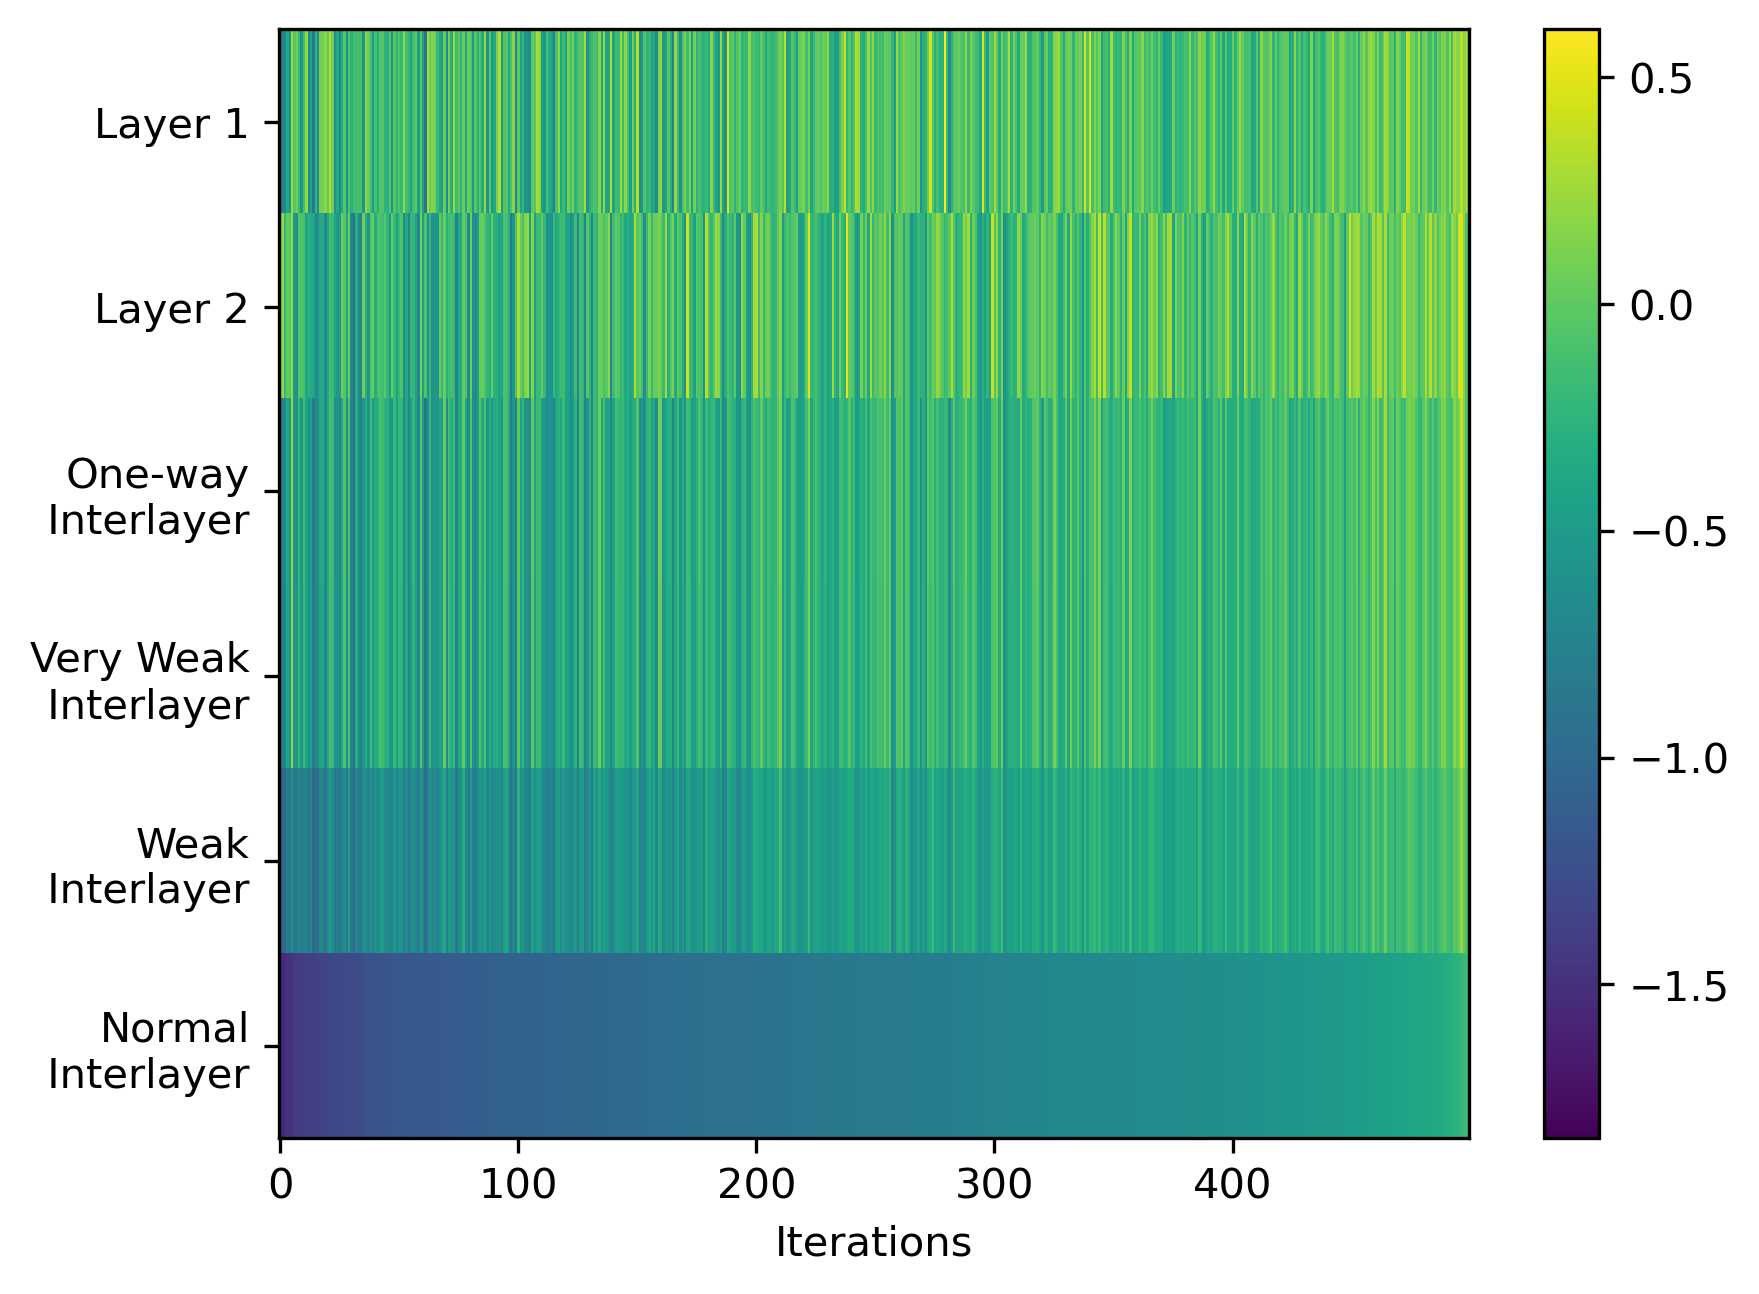 Layer 1
Layer 2
One-way
Interlayer
Very Weak
Interlayer
Weak
Interlayer
Normal
Interlayer
0 100 200 300 400
Iterations
0.5
0.0
−0.5
−1.0
−1.5